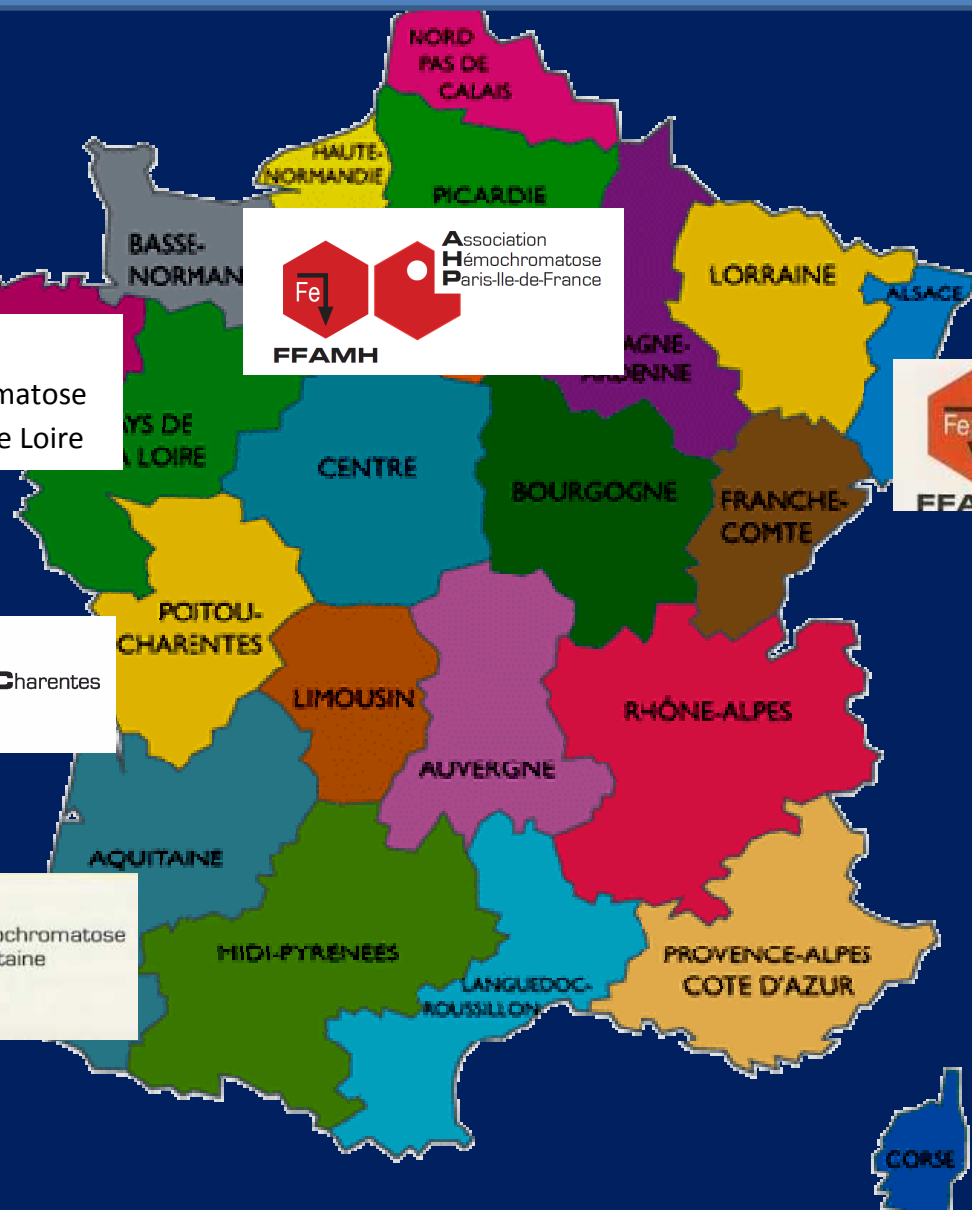 NORD
PAS DE
CALAIS
HAUTE-
NORMANDIE
PICARDIE
BASSE-
NORMAN
Association
Hémochromatose
Paris-Ile-de-France
Fe
FFAMH
LORRAINE
ALSACE
AGNE-
ARDENNE
matose
e Loire
AYS DE
A LOIRE
CENTRE
BOURGOGNE
FRANCHE-
COMTE
Fe
FFA
POITOU-
CHARENTES
Charentes
LIMOUSIN
AUVERGNE
RHÔNE-ALPES
AQUITAINE
ochromatose
taine
MIDI-PYRENEES
LANGUEDOC-
ROUSSILLON
PROVENCE-ALPES
COTE D'AZUR
CORSE